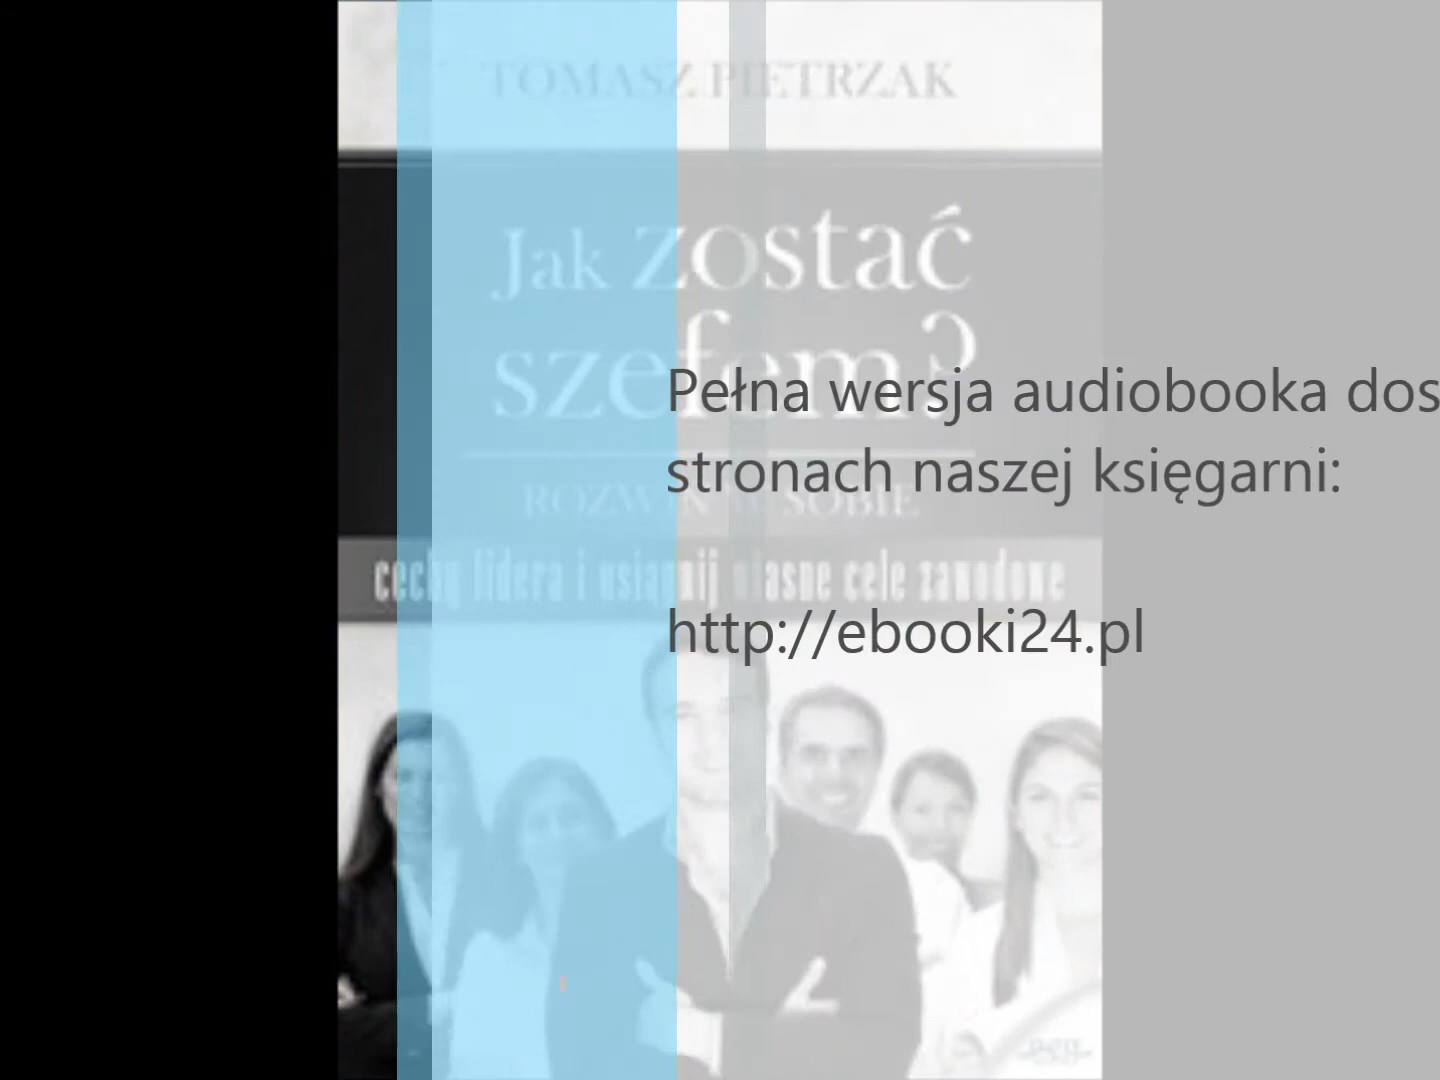 TOMASZ PIETRZAK
Jak zostać
szefem?
Pełna wersja audiobooka dos
stronach naszej księgarni:
ROZWIŃ W SOBIE
cechy lidera i osiągnij własne cele zawodowe
http://ebooki24.pl